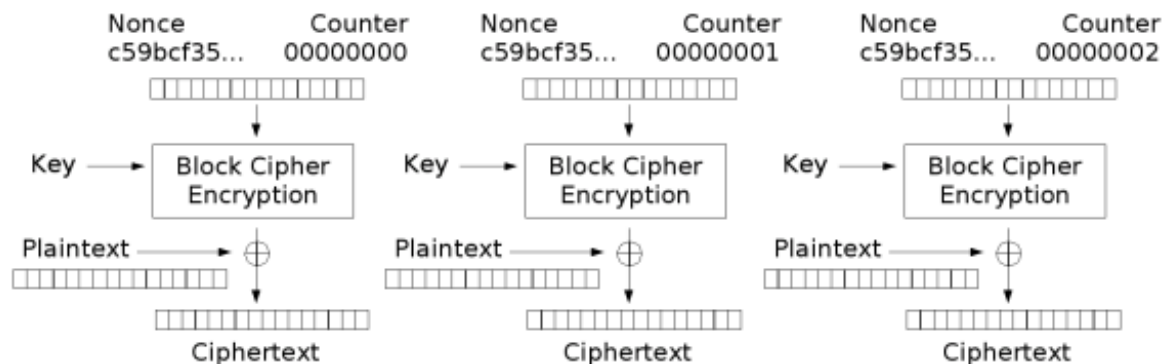 Nonce Counter Nonce Counter Nonce Counter
c59bcf35... 00000000 c59bcf35... 00000001 c59bcf35... 00000002
Key Block Cipher Key Block Cipher Key Block Cipher
Encryption Encryption Encryption
Plaintext Plaintext Plaintext
Ciphertext Ciphertext Ciphertext